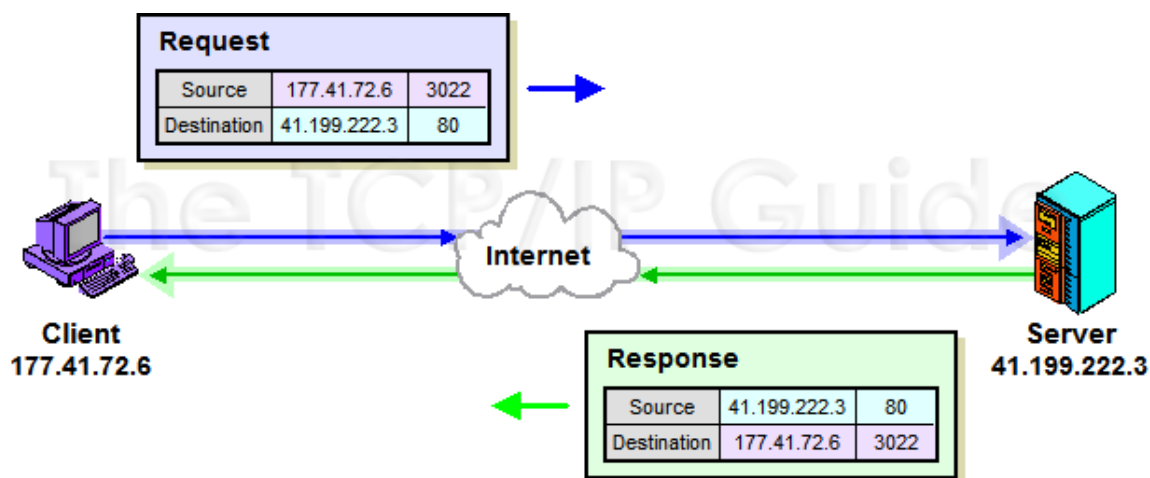 Request
Source 177.41.72.6 3022
Destination 41.199.222.3 80
The TCP/IP Guide
Internet
Client
177.41.72.6
Server
41.199.222.3
Response
Source 41.199.222.3 80
Destination 177.41.72.6 3022